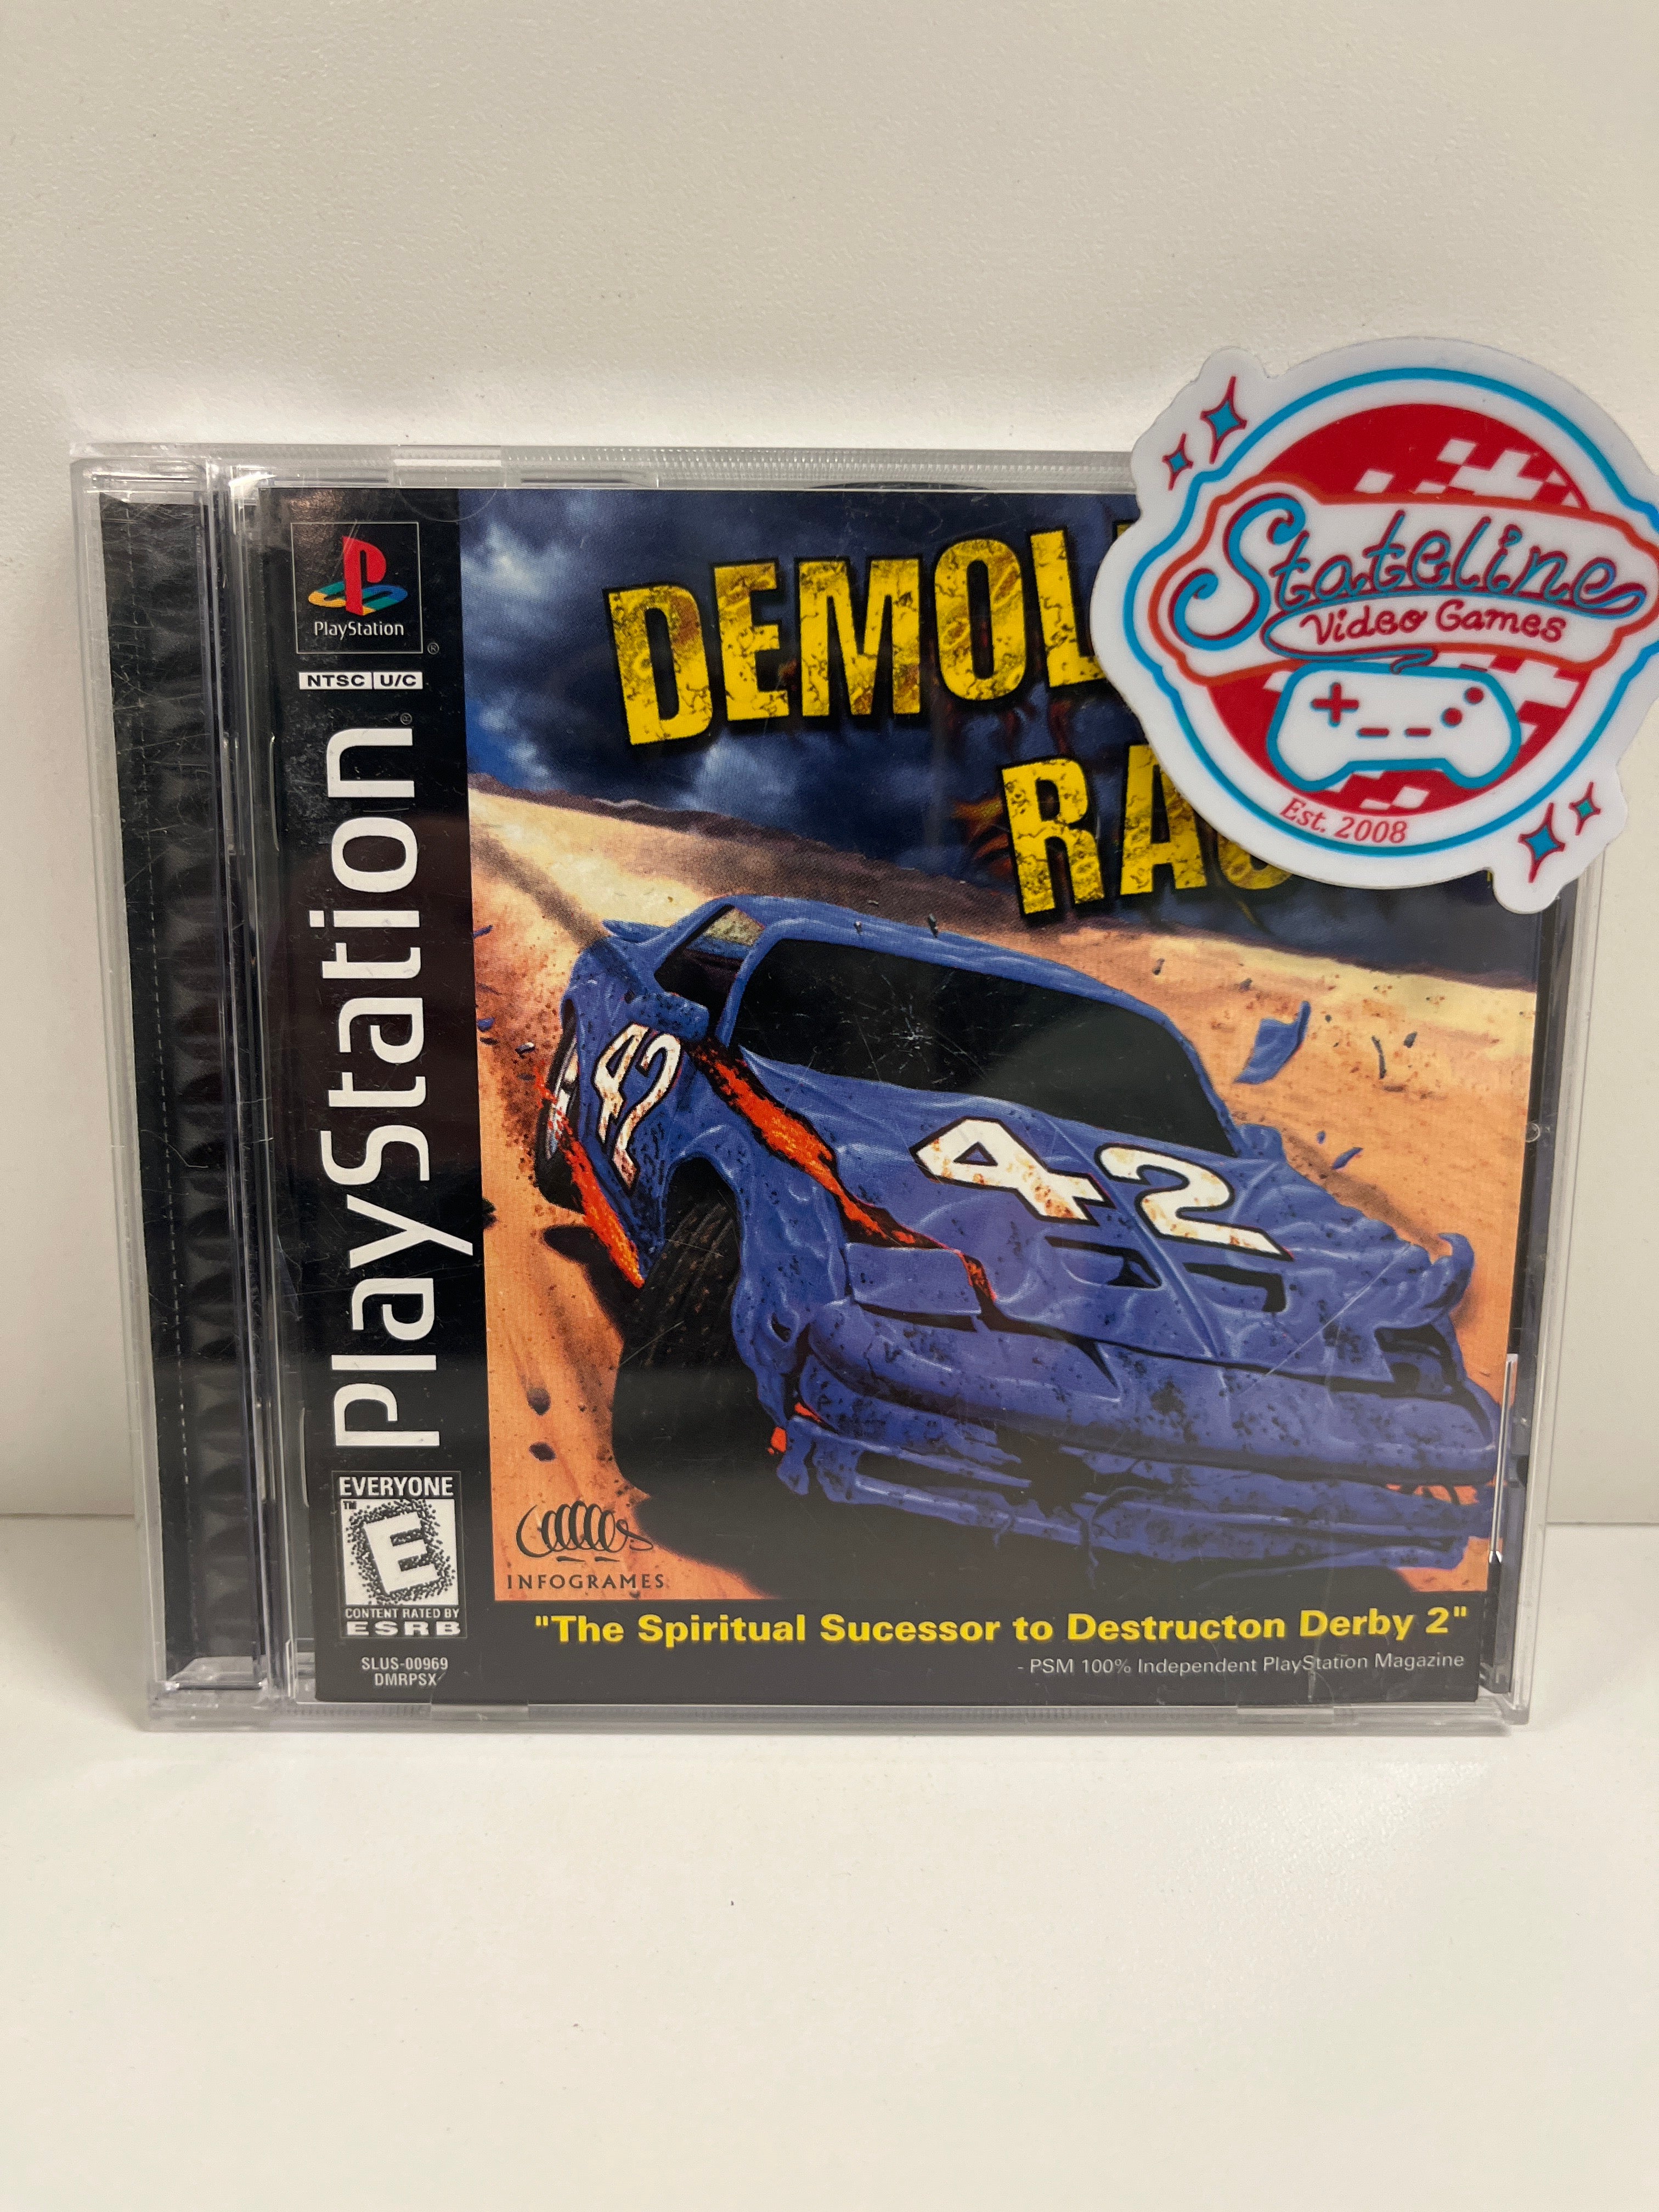 PlayStation
NTSC U/C
PlayStation
DEMOL
RAC
Stateline
Video Games
Est. 2008
42
42
EVERYONE
E
CONTENT RATED BY
ESRB
SLUS-00969
DMRPSX
INFOGRAMES
"The Spiritual Sucessor to Destructon Derby 2"
- PSM 100% Independent PlayStation Magazine